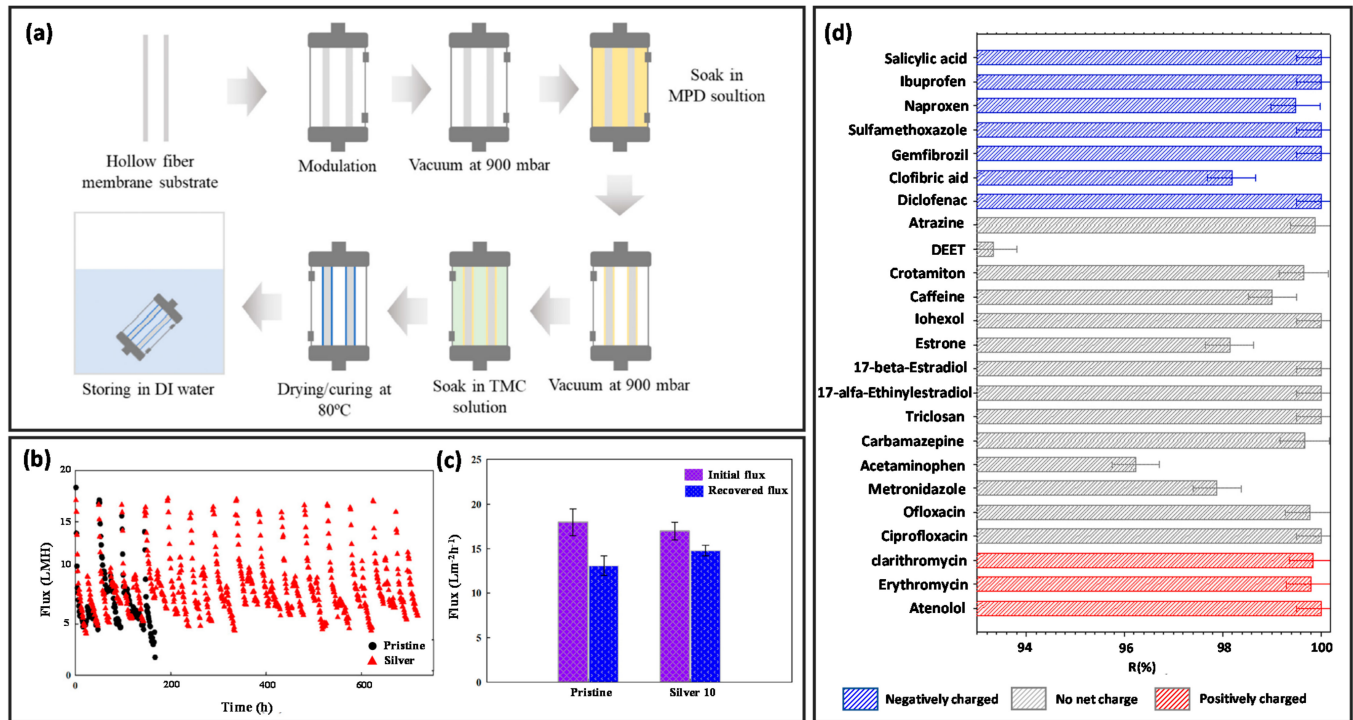 (a)
Hollow fiber
membrane substrate
Modulation
Vacuum at 900 mbar
Soak in
MPD soultion
Storing in DI water
Drying/curing at
80°C
Soak in TMC
solution
Vacuum at 900 mbar
(b)
20
15
10
5
0
Flux (LMH)
0
200
400
600
Time (h)
Pristine
Silver
(c)
25
20
15
10
5
0
Flux (Lm⁻²h⁻¹)
Initial flux
Recovered flux
Pristine
Silver 10
(d)
Salicylic acid
Ibuprofen
Naproxen
Sulfamethoxazole
Gemfibrozil
Clofibric aid
Diclofenac
Atrazine
DEET
Crotamiton
Caffeine
Iohexol
Estrone
17-beta-Estradiol
17-alfa-Ethinylestradiol
Triclosan
Carbamazepine
Acetaminophen
Metronidazole
Ofloxacin
Ciprofloxacin
clarithromycin
Erythromycin
Atenolol
94
96
98
100
R(%)
Negatively charged
No net charge
Positively charged